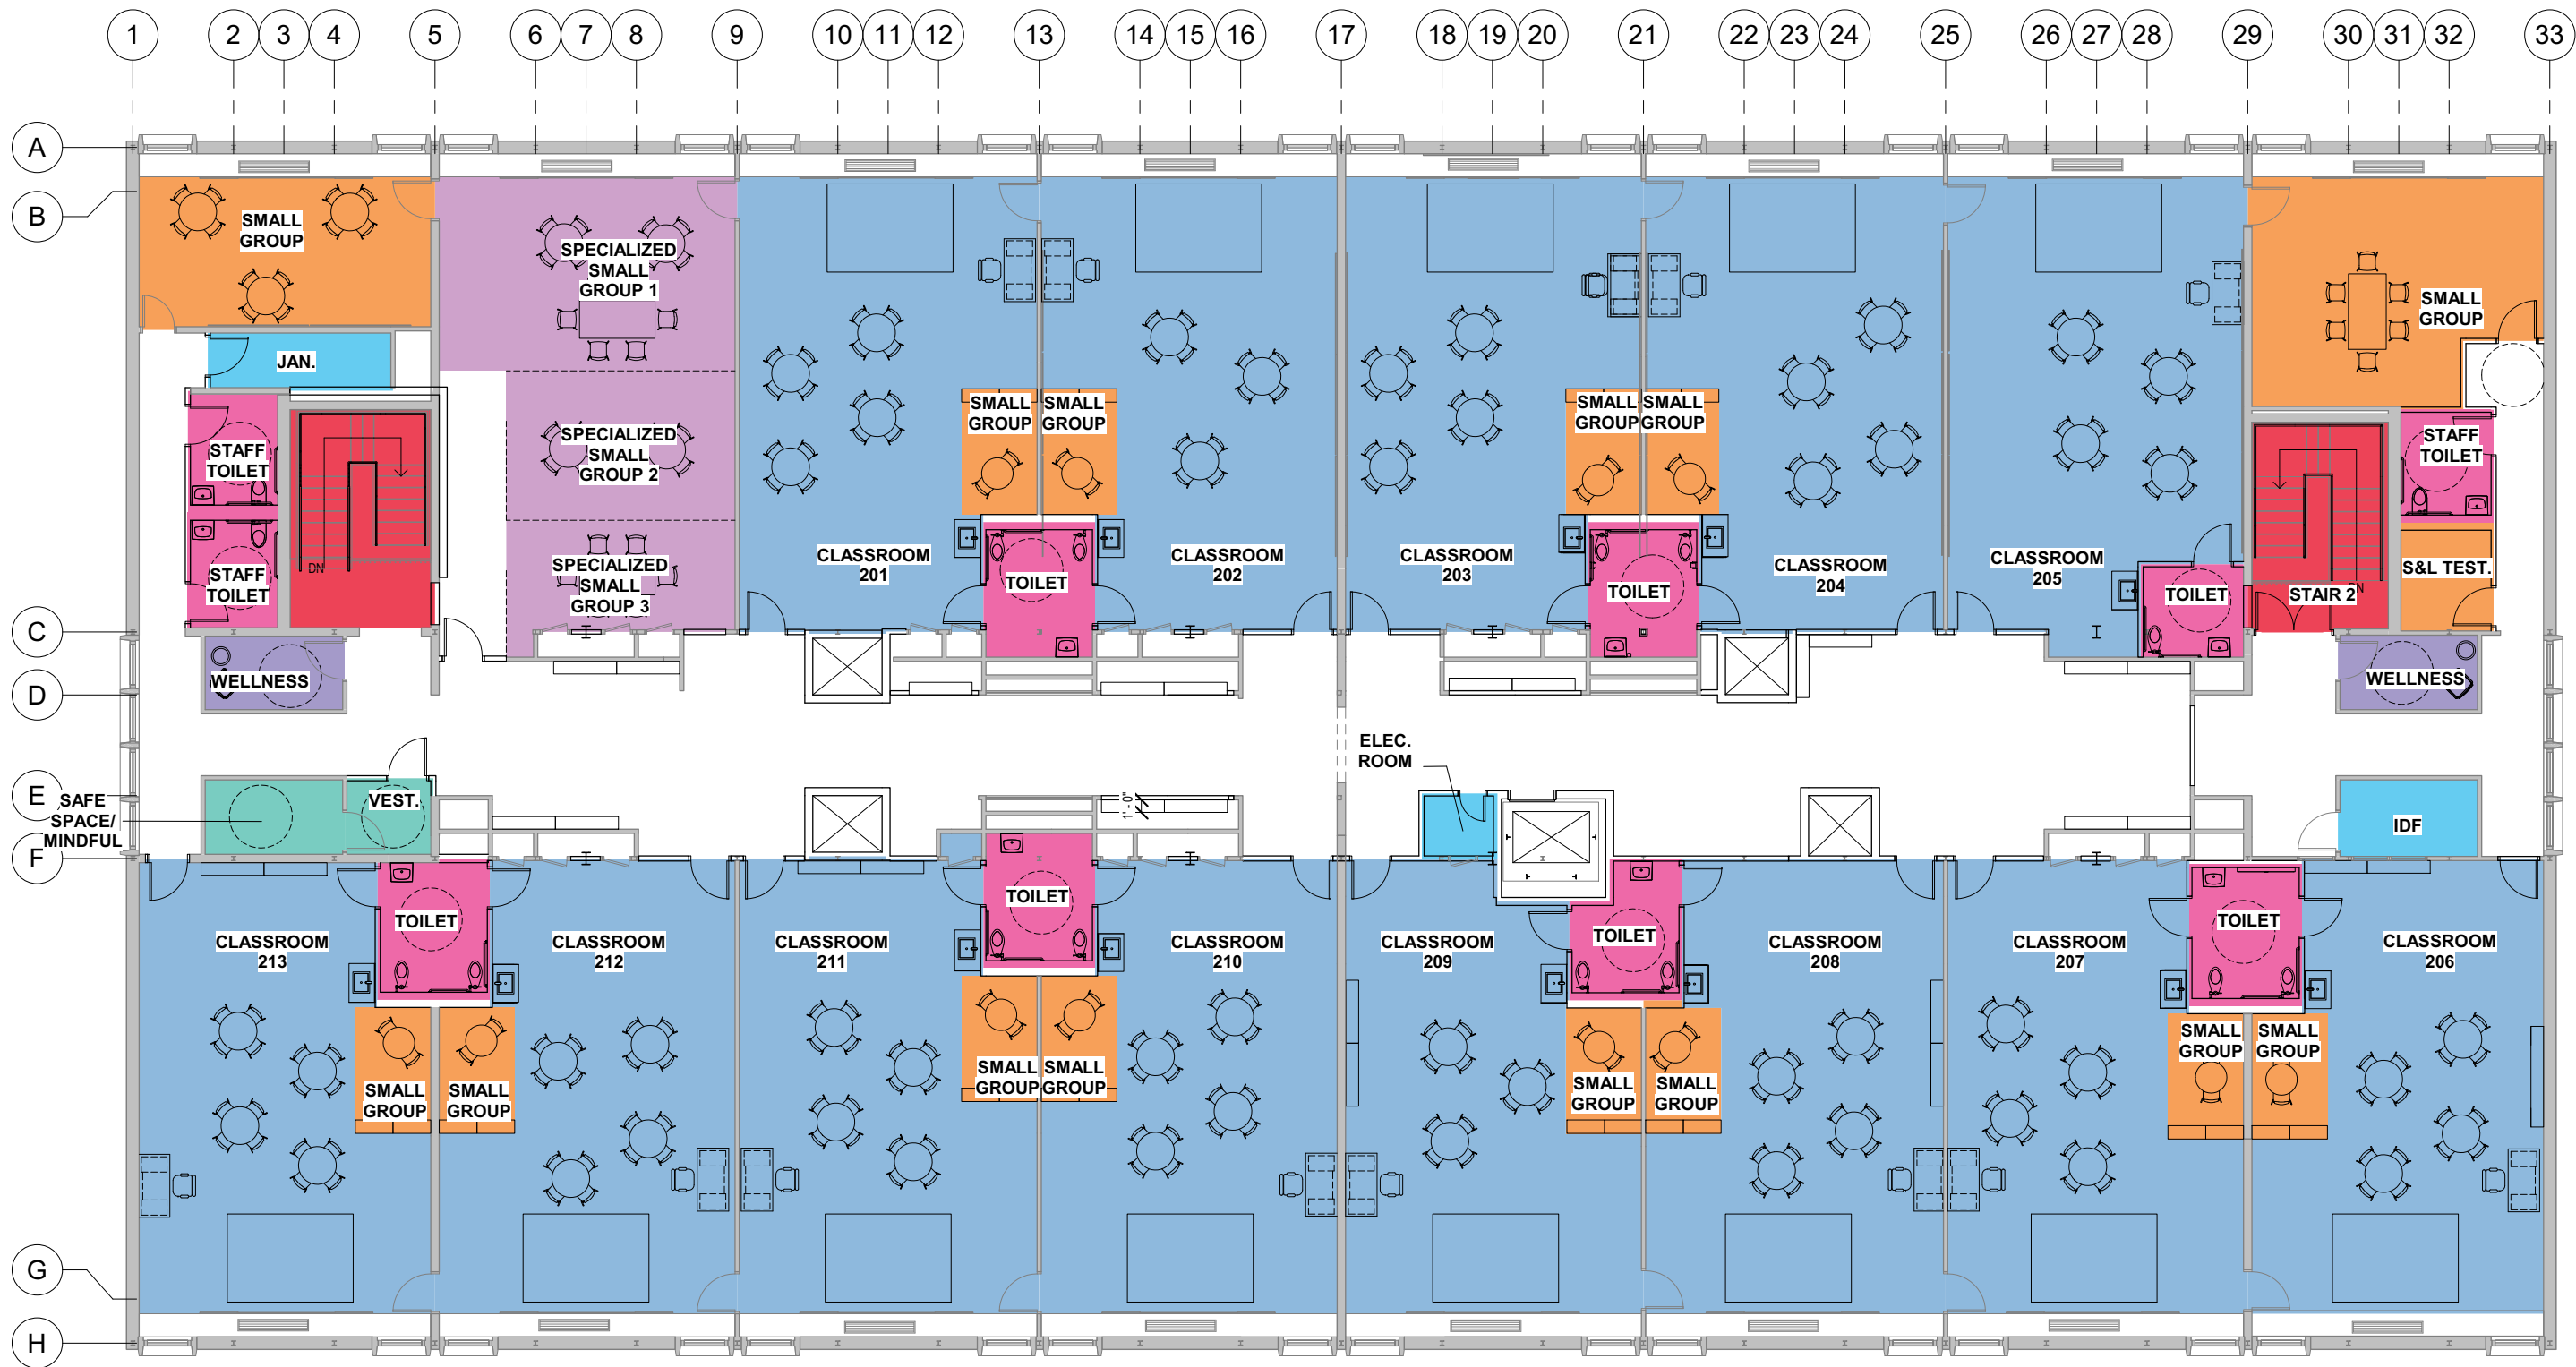 1 2 3 4 5 6 7 8 9 10 11 12 13 14 15 16 17 18 19 20 21 22 23 24 25 26 27 28 29 30 31 32 33
A
B
SMALL
GROUP
SPECIALIZED
SMALL
GROUP 1
SMALL
GROUP
JAN.
SMALL
GROUP
SMALL
GROUP
SMALL
GROUP
SMALL
GROUP
STAFF
TOILET
SPECIALIZED
SMALL
GROUP 2
STAFF
TOILET
STAFF
TOILET
DN
SPECIALIZED
SMALL
GROUP 3
CLASSROOM
201
TOILET
CLASSROOM
202
CLASSROOM
203
TOILET
CLASSROOM
204
CLASSROOM
205
TOILET
STAIR 2
DN
S&L TEST.
C
WELLNESS
WELLNESS
D
ELEC.
ROOM
E
SAFE
SPACE/
MINDFUL
VEST.
1' - 0"
IDF
F
CLASSROOM
213
TOILET
CLASSROOM
212
CLASSROOM
211
TOILET
CLASSROOM
210
CLASSROOM
209
TOILET
CLASSROOM
208
CLASSROOM
207
TOILET
CLASSROOM
206
SMALL
GROUP
SMALL
GROUP
SMALL
GROUP
SMALL
GROUP
SMALL
GROUP
SMALL
GROUP
SMALL
GROUP
SMALL
GROUP
G
H